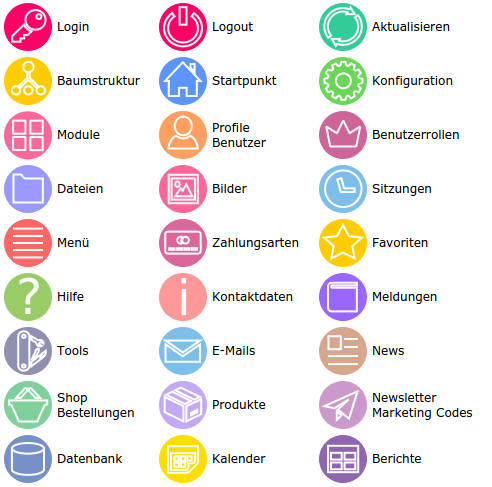 Login
Logout
Aktualisieren
Baumstruktur
Startpunkt
Konfiguration
Module
Profile
Benutzer
Benutzerrollen
Dateien
Bilder
Sitzungen
Menü
Zahlungsarten
Favoriten
Hilfe
Kontaktdaten
Meldungen
Tools
E-Mails
News
Shop
Bestellungen
Produkte
Newsletter
Marketing Codes
Datenbank
Kalender
Berichte